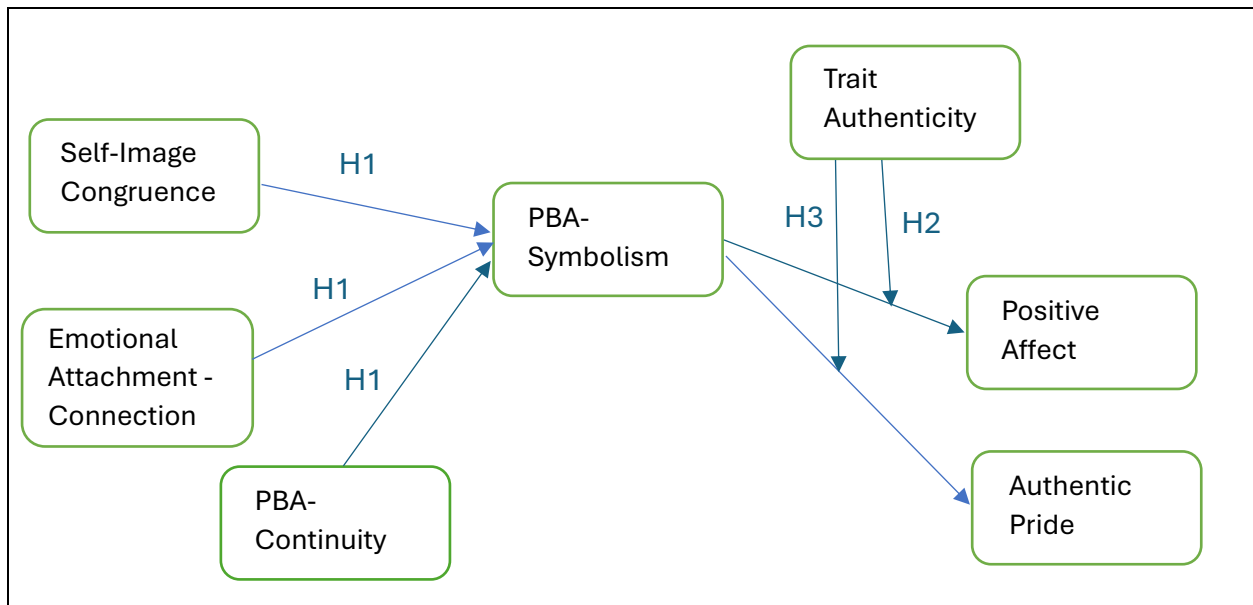 Self-Image
Congruence
H1
Emotional
Attachment -
Connection
H1
PBA-
Continuity
H1
PBA-
Symbolism
Trait
Authenticity
H3
H2
Positive
Affect
Authentic
Pride